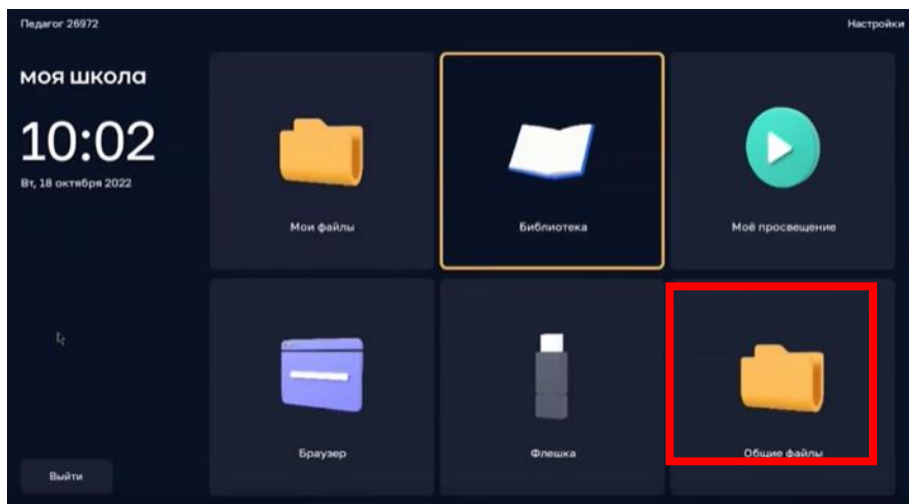 Педагог 26972
Настройки
моя школа
10:02
Вт, 18 октября 2022
Мои файлы
Библиотека
Моё просвещение
Браузер
Флешка
Общие файлы
Выйти